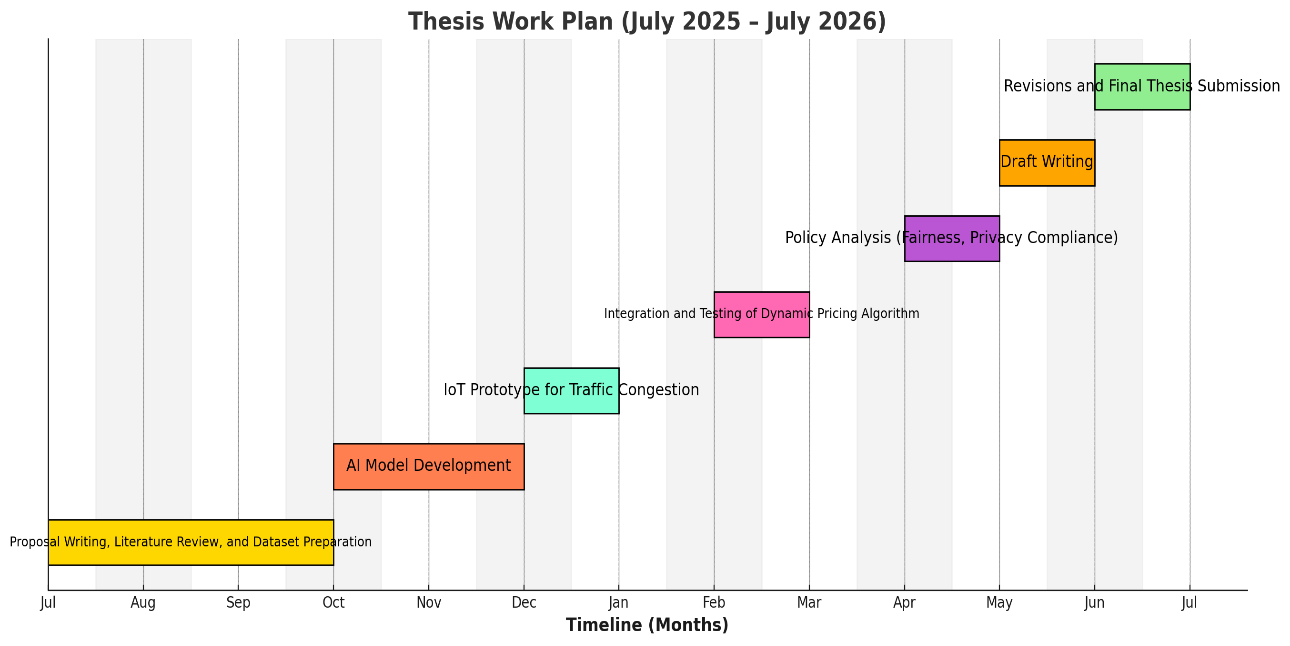 Thesis Work Plan (July 2025 – July 2026)
Revisions and Final Thesis Submission
Draft Writing
Policy Analysis (Fairness, Privacy Compliance)
Integration and Testing of Dynamic Pricing Algorithm
IoT Prototype for Traffic Congestion
AI Model Development
Proposal Writing, Literature Review, and Dataset Preparation
Jul Aug Sep Oct Nov Dec Jan Feb Mar Apr May Jun Jul
Timeline (Months)